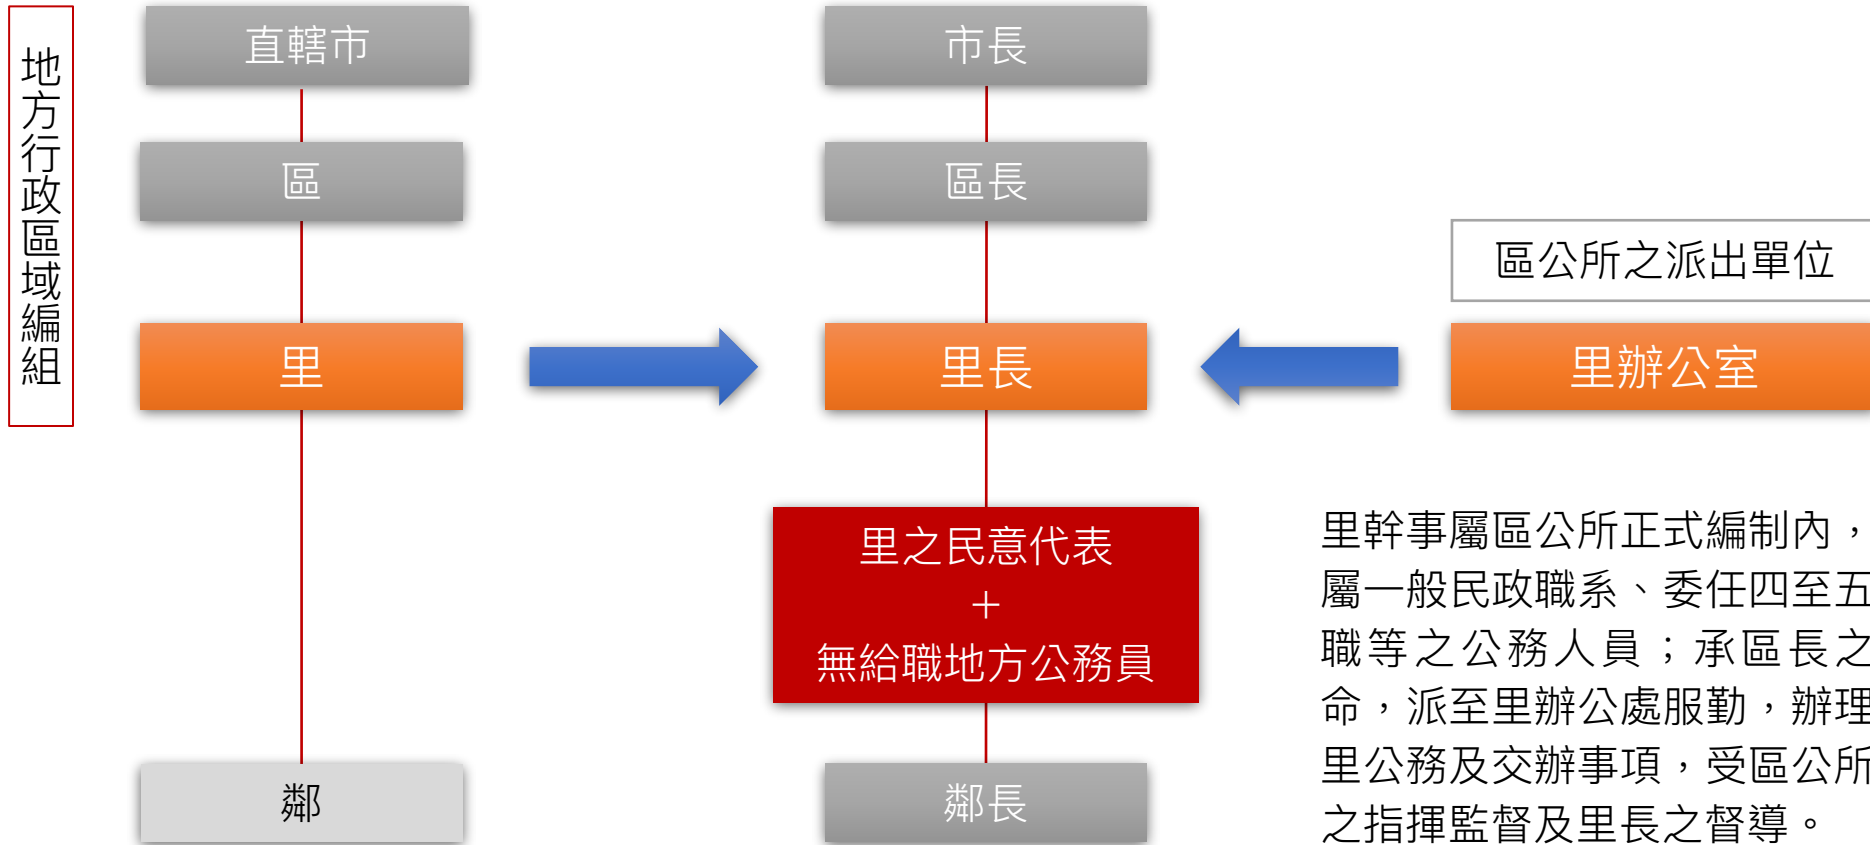 地方行政區域編組
直轄市
區
里
鄰
市長
區長
里長
里之民意代表
＋
無給職地方公務員
鄰長
區公所之派出單位
里辦公室
里幹事屬區公所正式編制內，
屬一般民政職系、委任四至五
職等之公務人員；承區長之
命，派至里辦公處服勤，辦理
里公務及交辦事項，受區公所
之指揮監督及里長之督導。